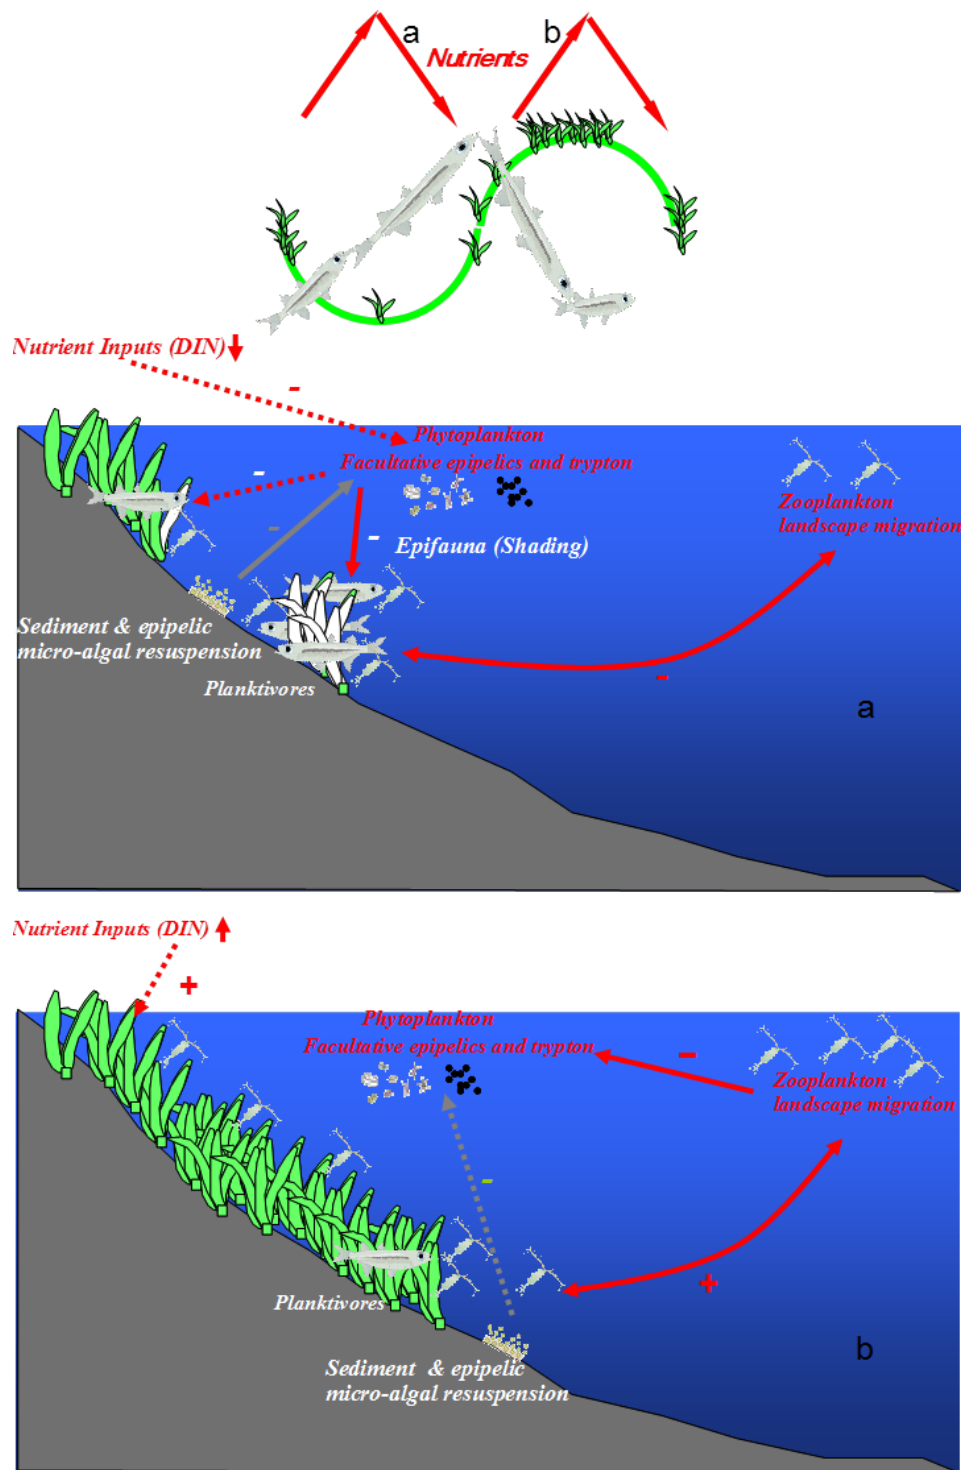 a
b
Nutrients
Nutrient Inputs (DIN)
-
Phytoplankton
Facultative epipelics and trypton
-
-
-
Epifauna (Shading)
Zooplankton
landscape migration
Sediment & epipelic
micro-algal resuspension
Planktivores
-
a
Nutrient Inputs (DIN)
+
Phytoplankton
Facultative epipelics and trypton
-
Zooplankton
landscape migration
-
+
Planktivores
b
Sediment & epipelic
micro-algal resuspension